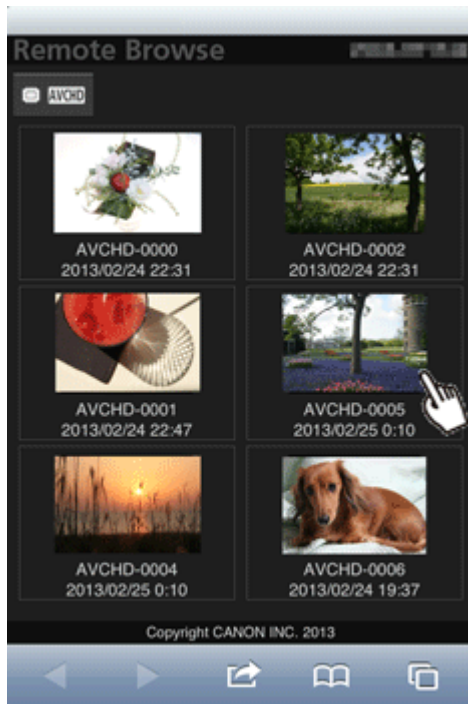 Remote Browse
AVCHD
AVCHD-0000
2013/02/24 22:31
AVCHD-0002
2013/02/24 22:31
AVCHD-0001
2013/02/24 22:47
AVCHD-0005
2013/02/25 0:10
AVCHD-0004
2013/02/25 0:10
AVCHD-0006
2013/02/24 19:37
Copyright CANON INC. 2013